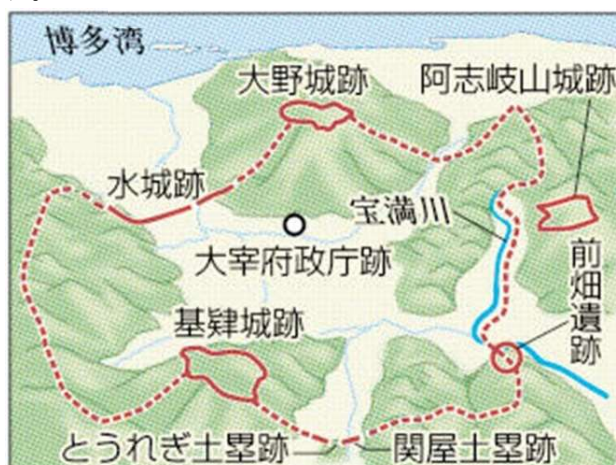 博多湾
大野城跡
阿志岐山城跡
水城跡
宝満川
大宰府政庁跡
前畑遺跡
基肄城跡
とうれぎ土塁跡
関屋土塁跡